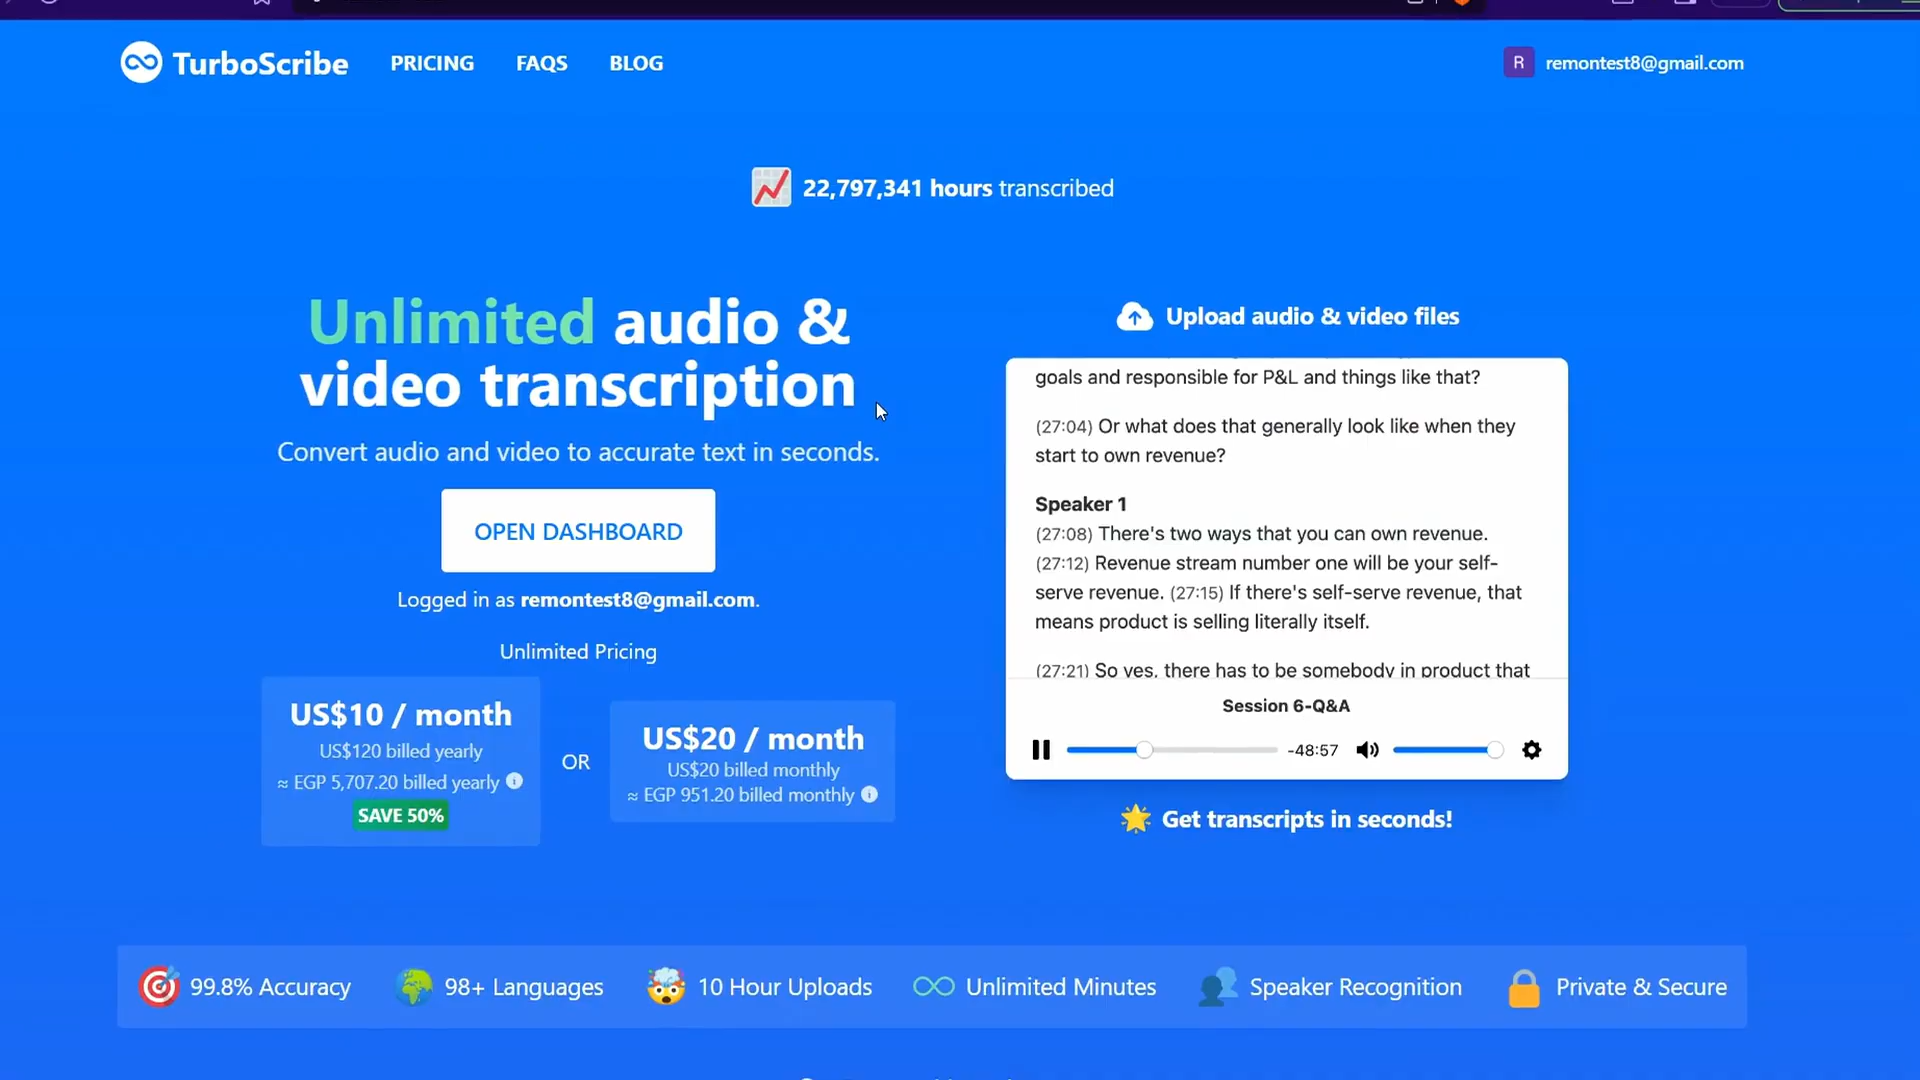 TurboScribe PRICING FAQS BLOG
R remontest8@gmail.com
22,797,341 hours transcribed
Unlimited audio &
video transcription
Convert audio and video to accurate text in seconds.
OPEN DASHBOARD
Logged in as remontest8@gmail.com.
Unlimited Pricing
US$10 / month
US$120 billed yearly
≈ EGP 5,707.20 billed yearly
SAVE 50%
OR
US$20 / month
US$20 billed monthly
≈ EGP 951.20 billed monthly
Upload audio & video files
goals and responsible for P&L and things like that?
(27:04) Or what does that generally look like when they
start to own revenue?
Speaker 1
(27:08) There's two ways that you can own revenue.
(27:12) Revenue stream number one will be your self-
serve revenue. (27:15) If there's self-serve revenue, that
means product is selling literally itself.
(27:21) So yes, there has to be somebody in product that
Session 6-Q&A
-48:57
Get transcripts in seconds!
99.8% Accuracy
98+ Languages
10 Hour Uploads
Unlimited Minutes
Speaker Recognition
Private & Secure